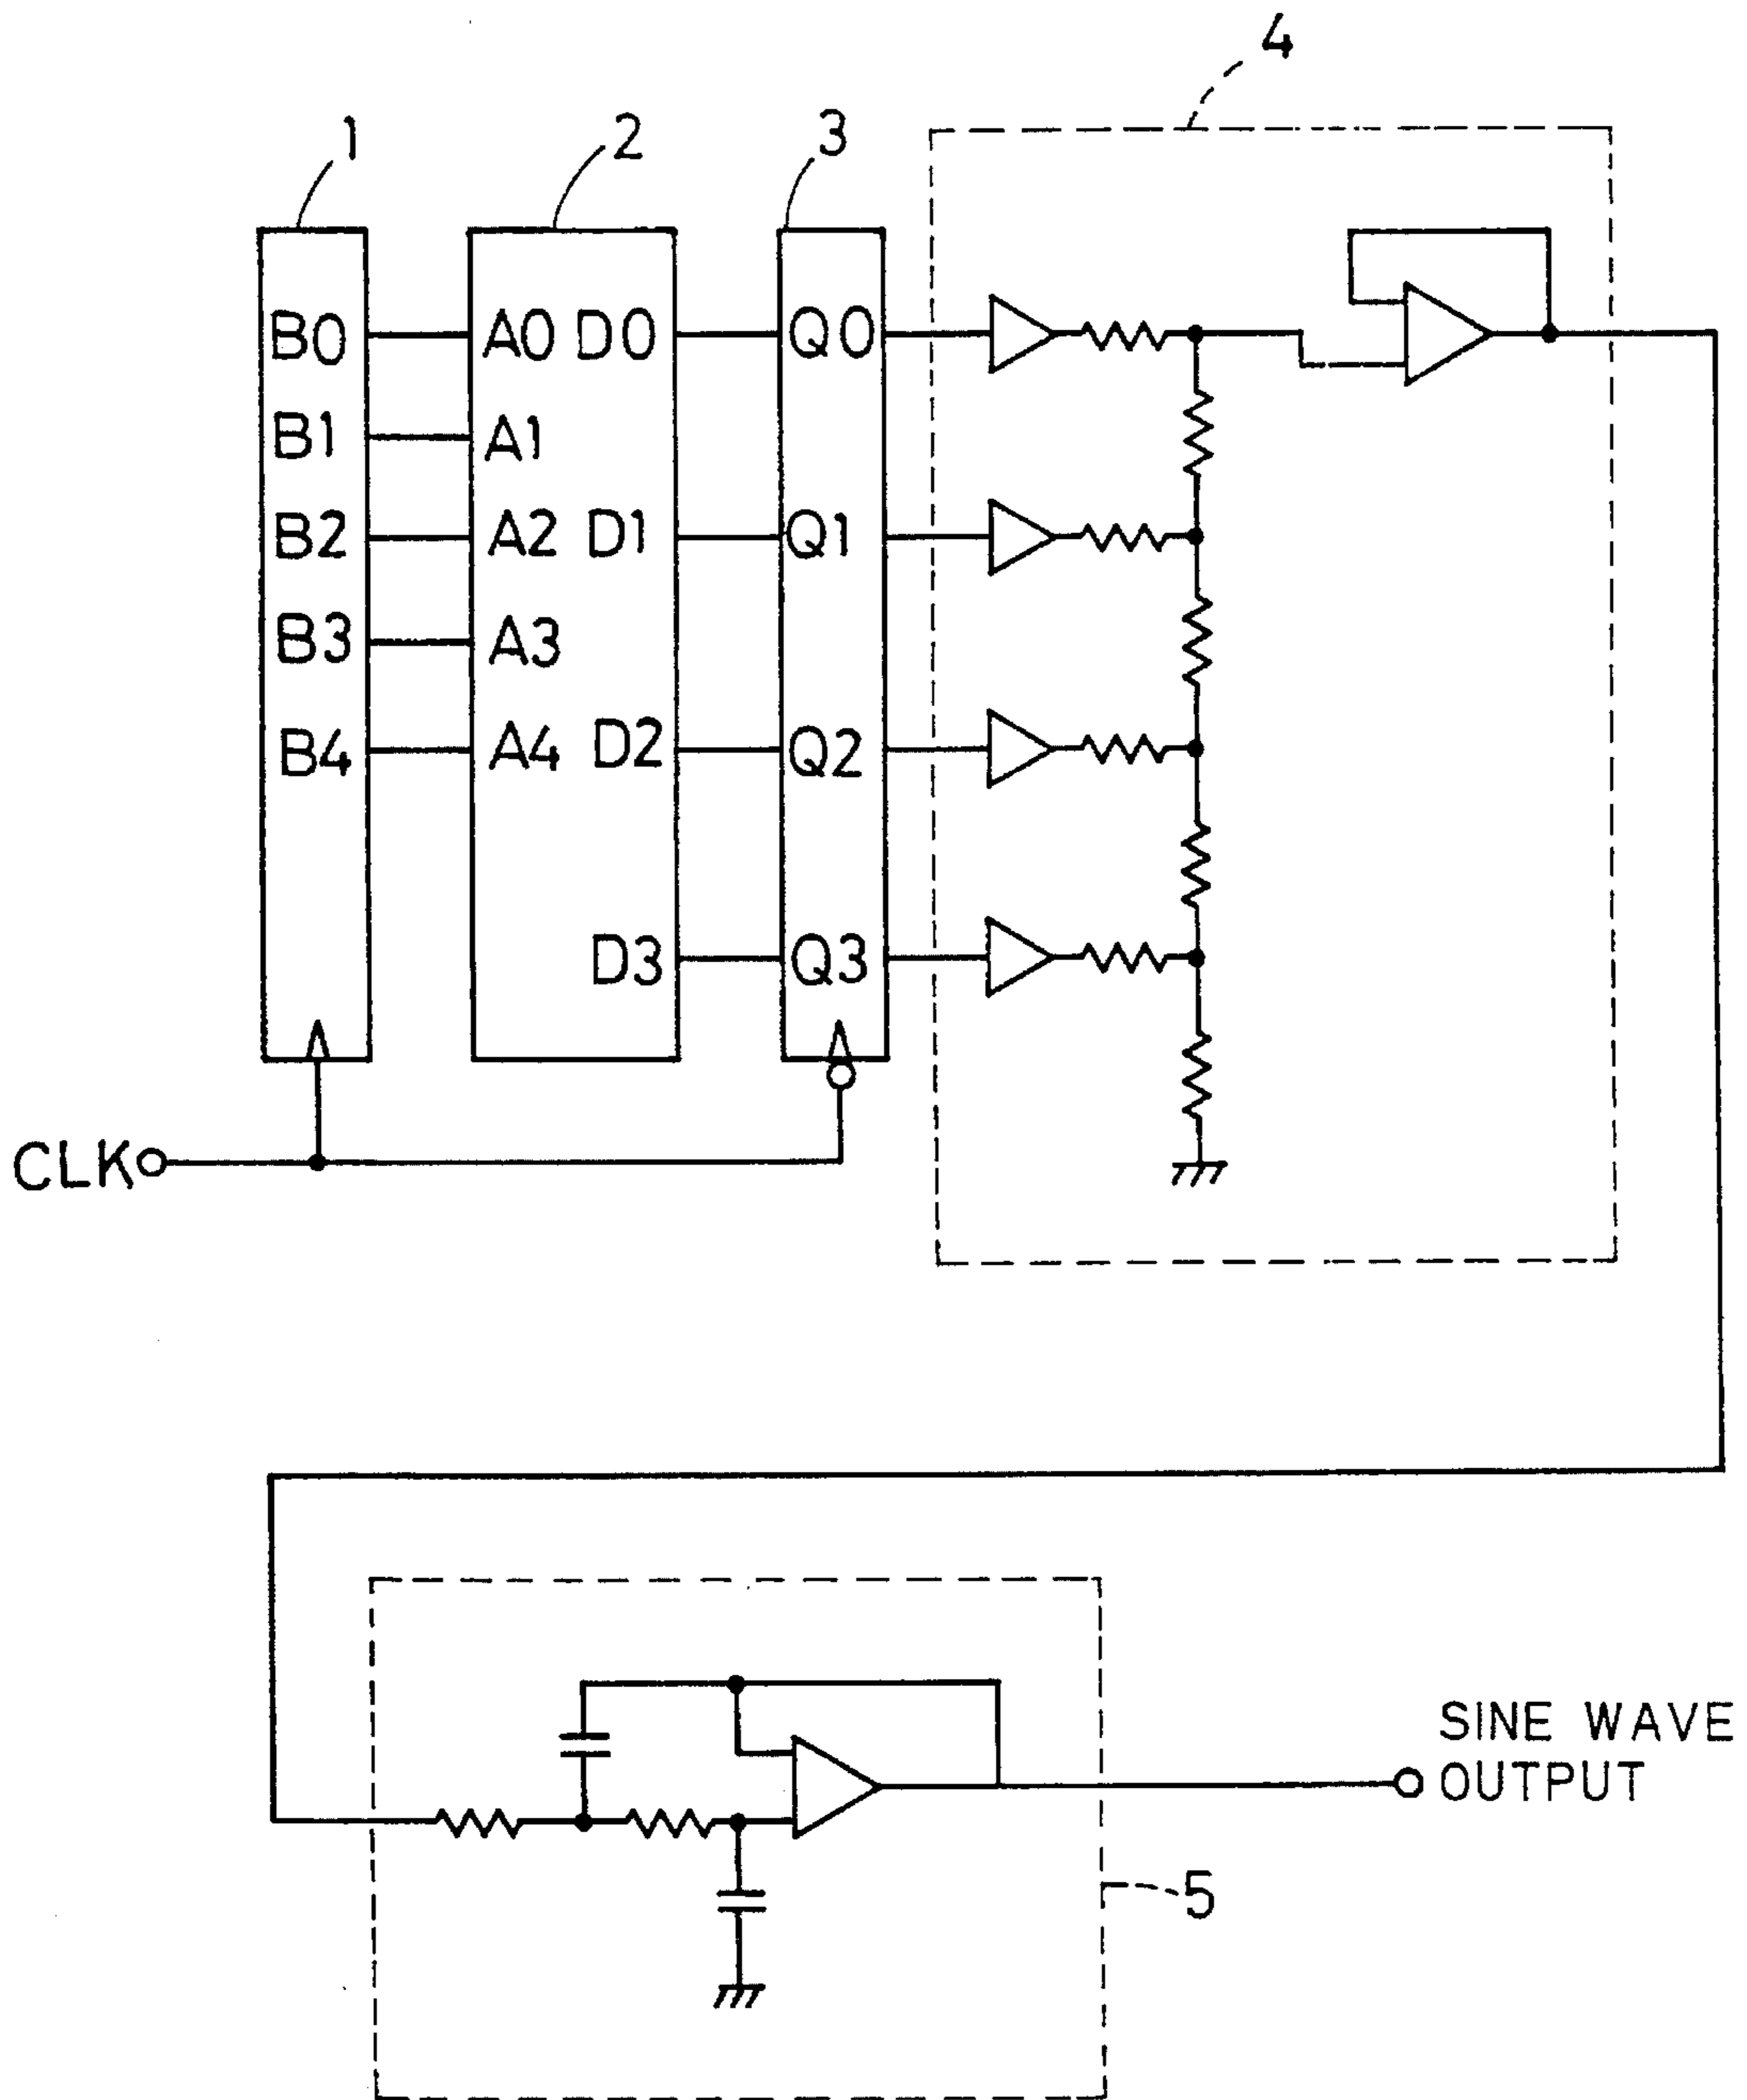 4
1 2 3
B0 A0 D0 Q0
B1 A1
B2 A2 D1 Q1
B3 A3
B4 A4 D2 Q2
D3 Q3
CLK
SINE WAVE
OUTPUT
5